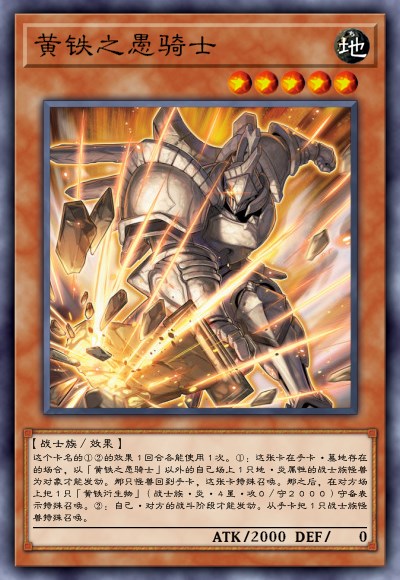 黄铁之愚骑士
地
【战士族／效果】
这个卡名的①②的效果1回合各能使用1次。①：这张卡在手卡·墓地存在
的场合，以「黄铁之愚骑士」以外的自己场上1只地·炎属性的战士族怪兽
为对象才能发动。那只怪兽回到手卡，这张卡特殊召唤。那之后，在对方场
上把1只「黄铁衍生物」（战士族·炎·4星·攻0／守2000）守备表
示特殊召唤。②：自己·对方的战斗阶段才能发动。从手卡把1只战士族怪
兽特殊召唤。
ATK/2000 DEF/ 0